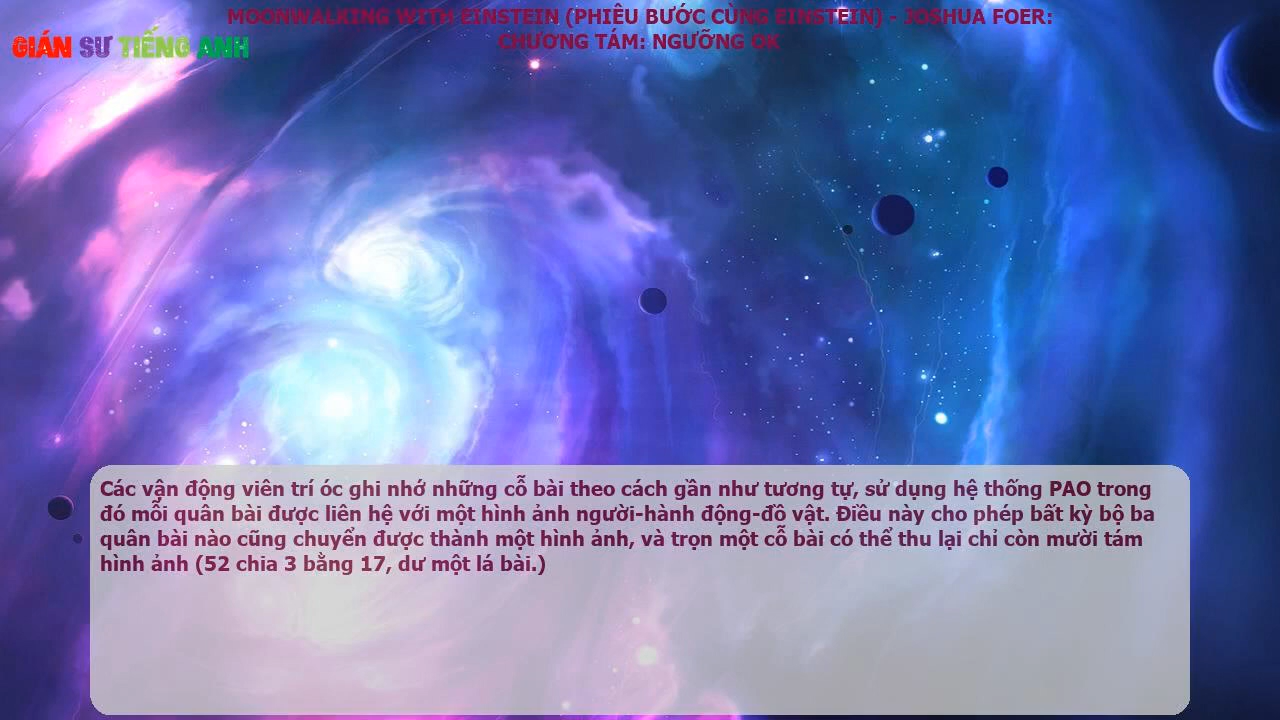 MOONWALKING WITH EINSTEIN (PHIÊU BƯỚC CÙNG EINSTEIN) - JOSHUA FOER:
CHƯƠNG TÁM: NGƯỠNG OK
GIÁN SƯ TIẾNG ANH
Các vận động viên trí óc ghi nhớ những cỗ bài theo cách gần như tương tự, sử dụng hệ thống PAO trong
đó mỗi quân bài được liên hệ với một hình ảnh người-hành động-đồ vật. Điều này cho phép bất kỳ bộ ba
quân bài nào cũng chuyển được thành một hình ảnh, và trọn một cỗ bài có thể thu lại chỉ còn mười tám
hình ảnh (52 chia 3 bằng 17, dư một lá bài.)